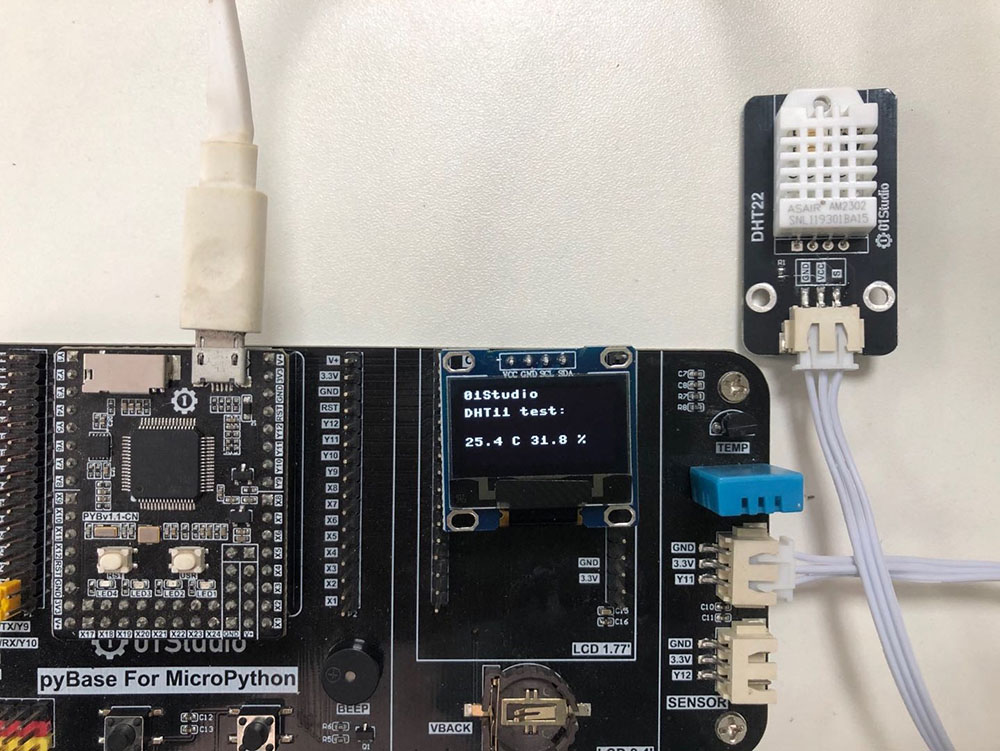 DHT22
ASAIR® AM2302
SNL119301BA15
01Studio
R1
GND
VCC
S
VCC GND SCL SDA
01Studio
DHT11 test:
25.4 C 31.8 %
V+
3.3V
GND
RST
Y12
Y11
Y10
Y9
X8
X7
X6
X5
X4
X3
X2
X1
C7
C8
R7
R8
TEMP
PYBv1.1-CN
RST
USR
LED4
LED3
LED2
LED1
X17 X18 X19 X20 X21 X22 X23 X24 GND V+
TX/Y9
RX/Y10
01Studio
pyBase For MicroPython
BEEP
C12
C13
R6
R5
Q1
GND
3.3V
C15
C16
LCD 1.77'
VBACK
GND
3.3V
Y11
C10
C11
GND
3.3V
Y12
SENSOR